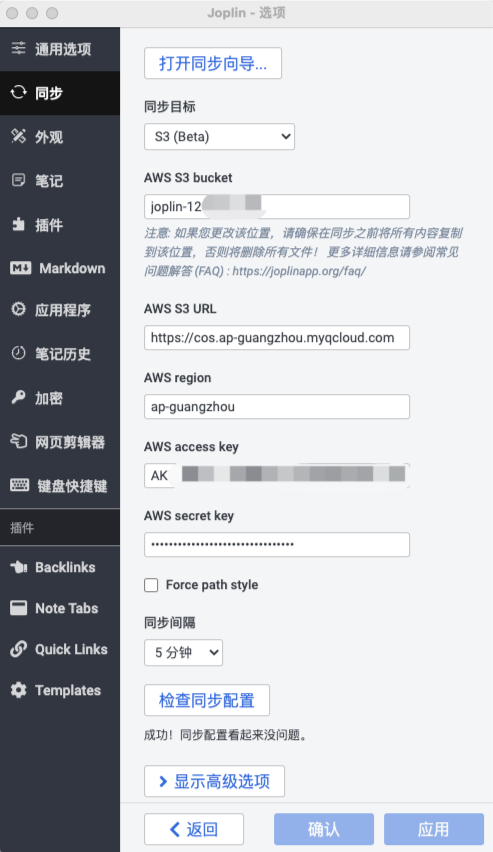 Joplin - 选项
通用选项
同步
外观
笔记
插件
Markdown
应用程序
笔记历史
加密
网页剪辑器
键盘快捷键
插件
Backlinks
Note Tabs
Quick Links
Templates
打开同步向导...
同步目标
S3 (Beta)
AWS S3 bucket
joplin-12
注意: 如果您更改该位置，请确保在同步之前将所有内容复制
到该位置，否则将删除所有文件！ 更多详细信息请参阅常见
问题解答 (FAQ) : https://joplinapp.org/faq/
AWS S3 URL
https://cos.ap-guangzhou.myqcloud.com
AWS region
ap-guangzhou
AWS access key
AK
AWS secret key
••••••••••••••••••••••••••••••••
Force path style
同步间隔
5 分钟
检查同步配置
成功！同步配置看起来没问题。
显示高级选项
返回
确认
应用